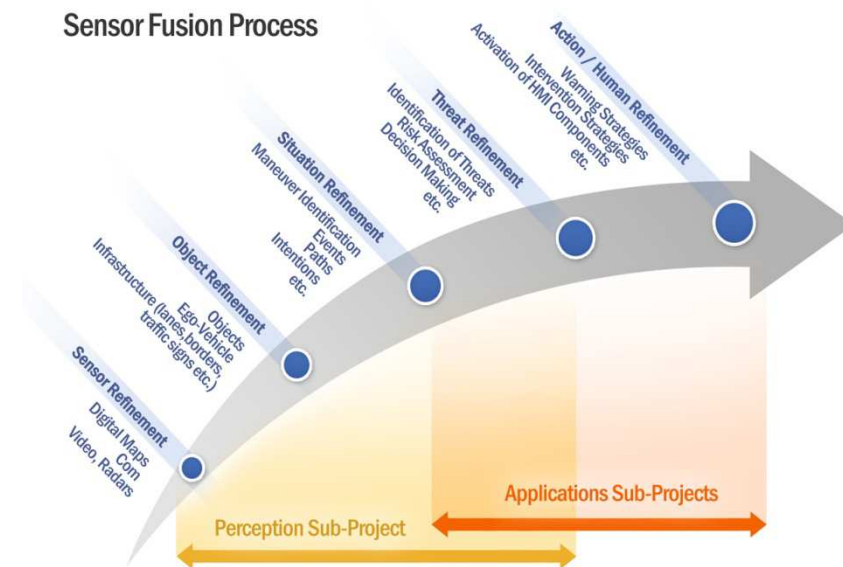 Sensor Fusion Process
Sensor Refinement
Digital Maps
Com
Video, Radars
Object Refinement
Objects
Ego-Vehicle
Infrastructure (lanes,borders,
traffic signs etc.)
Situation Refinement
Maneuver Identification
Events
Paths
Intentions
etc.
Threat Refinement
Identification of Threats
Risk Assessment
Decision Making
etc.
Action / Human Refinement
Warning Strategies
Intervention Strategies
Activation of HMI Components
etc.
Applications Sub-Projects
Perception Sub-Project